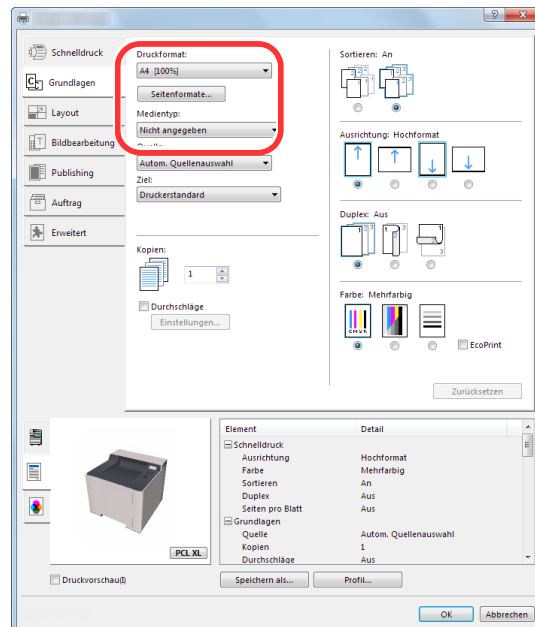 Schnelldruck
Grundlagen
Layout
Bildbearbeitung
Publishing
Auftrag
Erweitert
Druckformat:
A4 [100%]
Seitenformate...
Medientyp:
Nicht angegeben
Autom. Quellenauswahl
Ziel:
Druckerstandard
Kopien:
1
Durchschläge
Einstellungen...
Sortieren: An
Ausrichtung: Hochformat
Duplex: Aus
Farbe: Mehrfarbig
EcoPrint
Zurücksetzen
PCL XL
Druckvorschau(I)
Element Detail
Schnelldruck
Ausrichtung Hochformat
Farbe Mehrfarbig
Sortieren An
Duplex Aus
Seiten pro Blatt Aus
Grundlagen
Quelle Autom. Quellenauswahl
Kopien 1
Durchschläge Aus
Speichern als... Profil...
OK Abbrechen